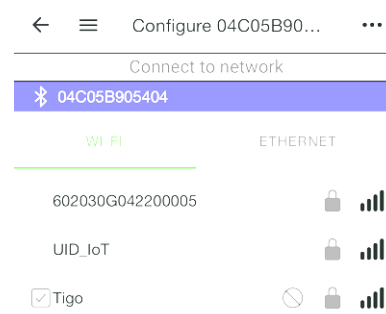 Configure 04C05B90...
Connect to network
04C05B905404
WI-FI
ETHERNET
602030G042200005
UID_IoT
Tigo